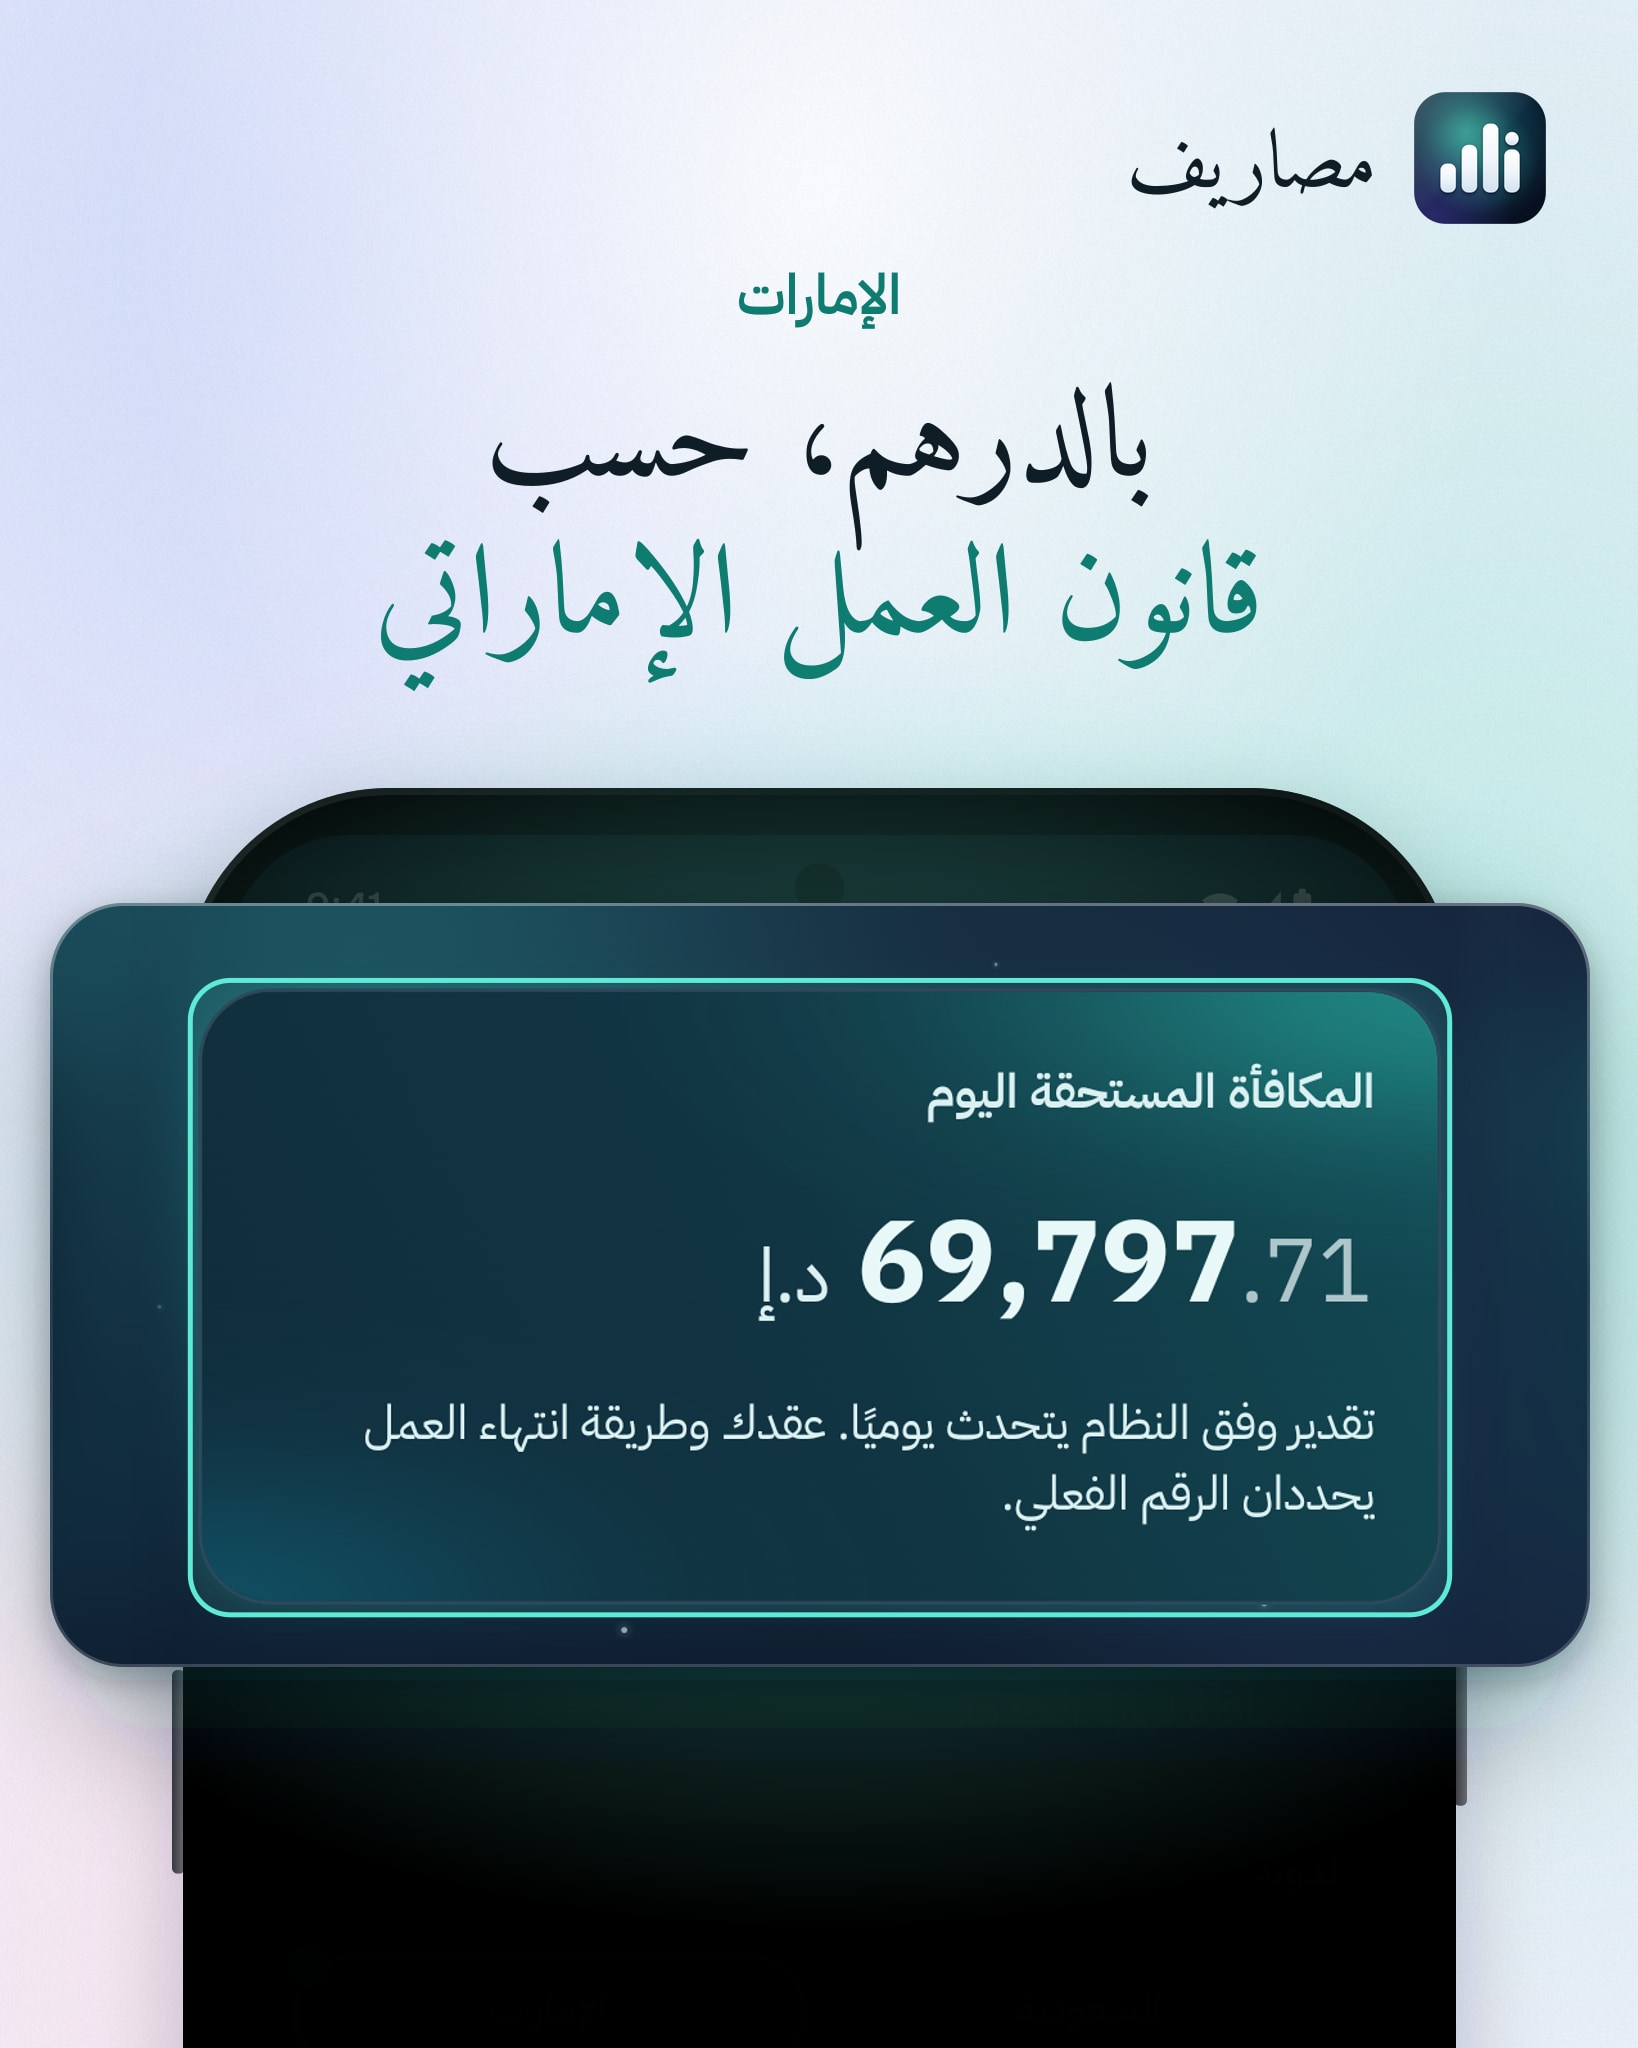 مصاريف
الإمارات
بالدرهم، حسب
قانون العمل الإماراتي
المكافأة المستحقة اليوم
69,797.71 د.إ
تقدير وفق النظام يتحدث يوميًا. عقدك وطريقة انتهاء العمل
يحددان الرقم الفعلي.